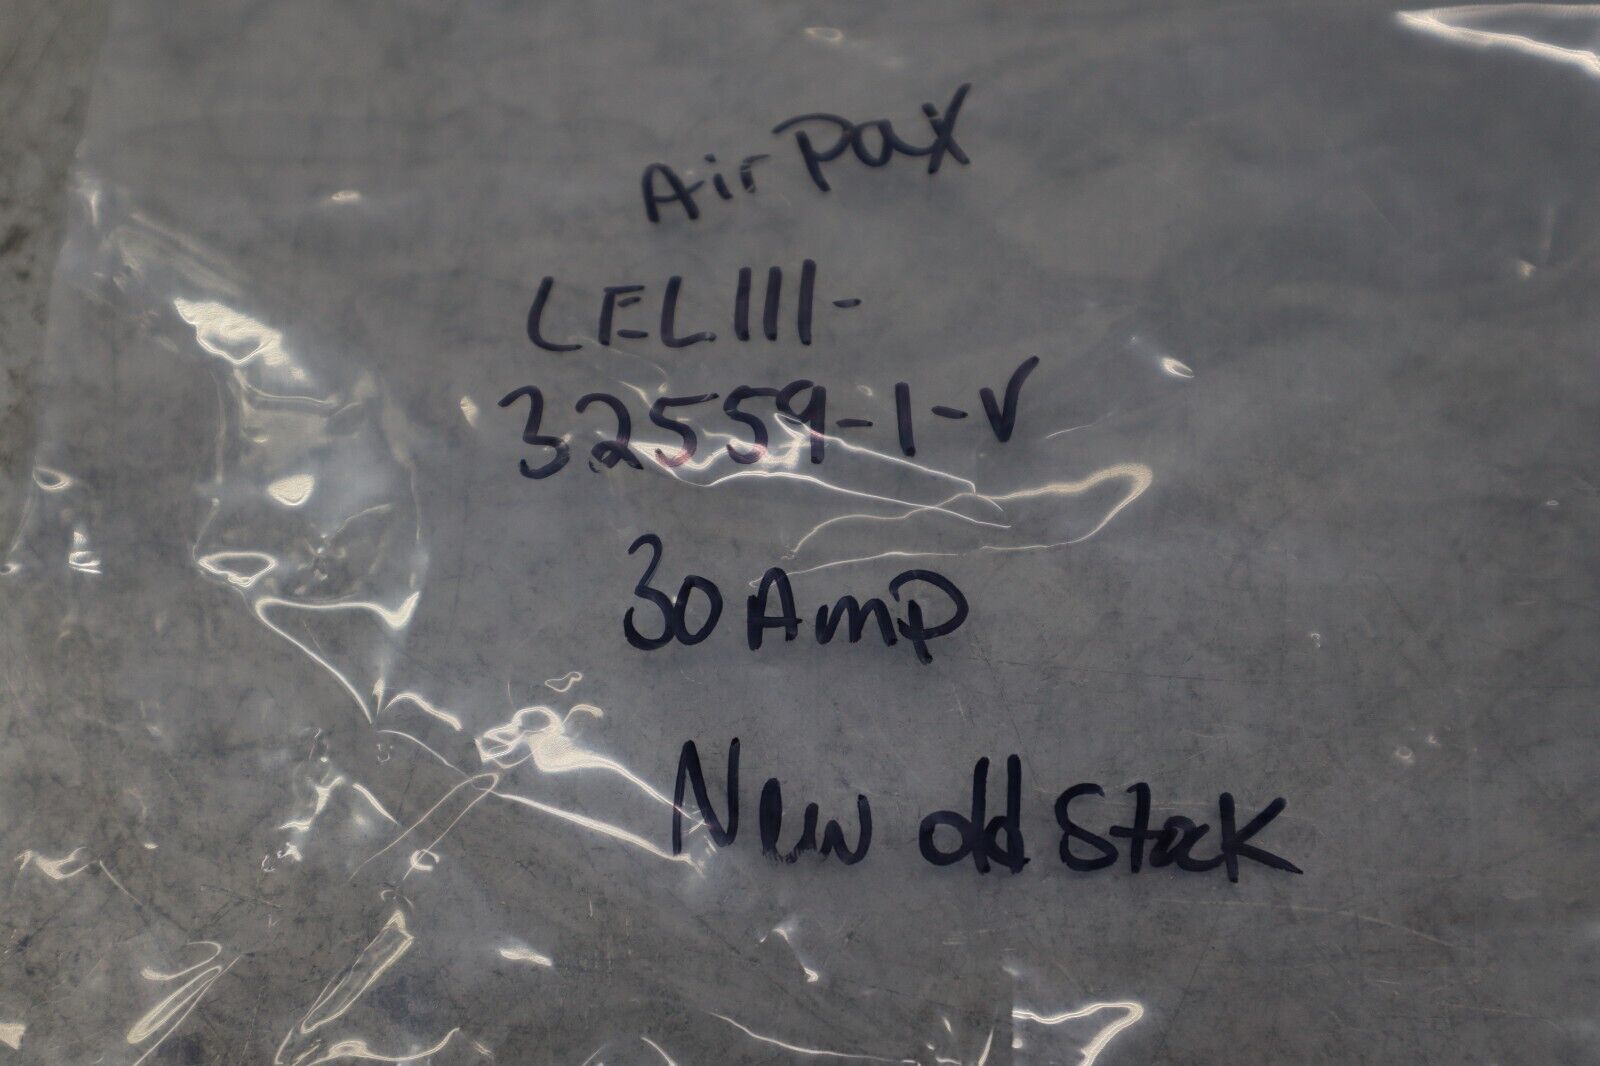 AirPax
LEL111-
32559-1-V
30 Amp
New old Stock